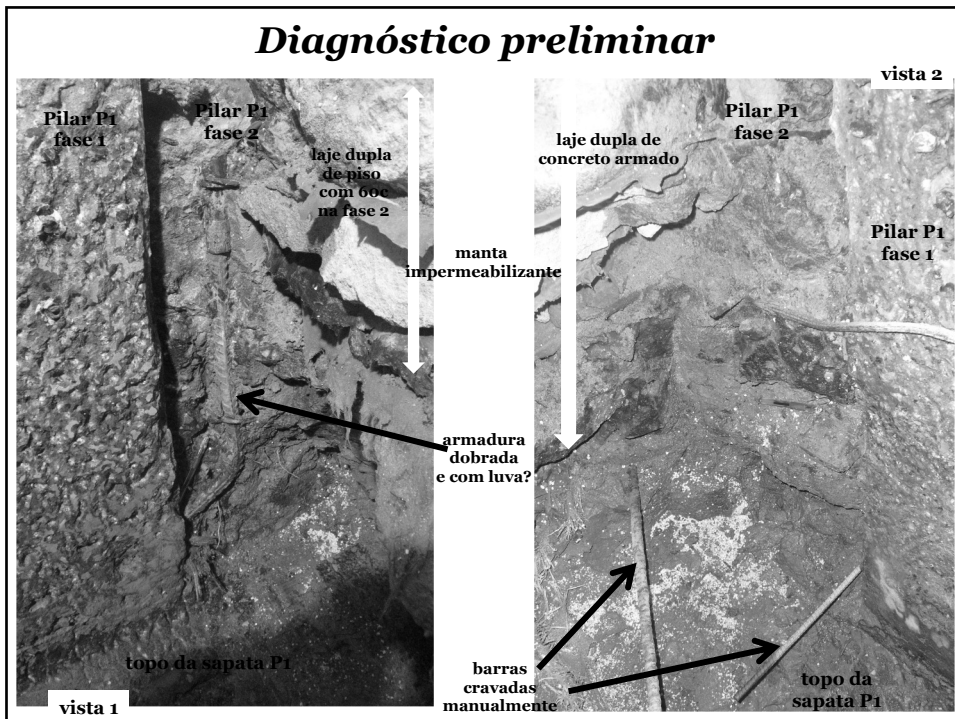 Diagnóstico preliminar
vista 2
Pilar P1
fase 1
Pilar P1
fase 2
laje dupla
de piso
com 60c
na fase 2
manta
impermeabilizante
armadura
dobrada
e com luva?
topo da sapata P1
vista 1
Pilar P1
fase 2
laje dupla de
concreto armado
Pilar P1
fase 1
barras
cravadas
manualmente
topo da
sapata P1